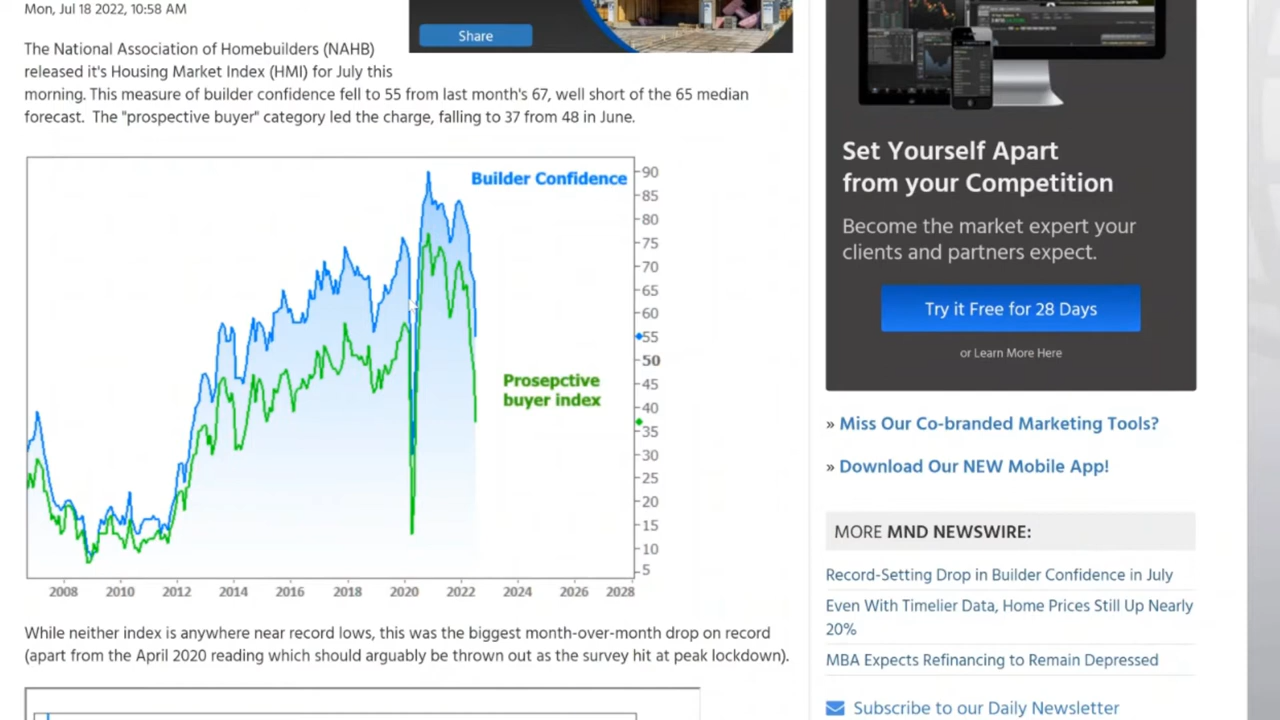 Mon, Jul 18 2022, 10:58 AM
Share
The National Association of Homebuilders (NAHB)
released it's Housing Market Index (HMI) for July this
morning. This measure of builder confidence fell to 55 from last month's 67, well short of the 65 median
forecast. The "prospective buyer" category led the charge, falling to 37 from 48 in June.
Builder Confidence
Prosepctive
buyer index
90
85
80
75
70
65
60
55
50
45
40
35
30
25
20
15
10
5
2008 2010 2012 2014 2016 2018 2020 2022 2024 2026 2028
While neither index is anywhere near record lows, this was the biggest month-over-month drop on record
(apart from the April 2020 reading which should arguably be thrown out as the survey hit at peak lockdown).
Set Yourself Apart
from your Competition
Become the market expert your
clients and partners expect.
Try it Free for 28 Days
or Learn More Here
» Miss Our Co-branded Marketing Tools?
» Download Our NEW Mobile App!
MORE MND NEWSWIRE:
Record-Setting Drop in Builder Confidence in July
Even With Timelier Data, Home Prices Still Up Nearly
20%
MBA Expects Refinancing to Remain Depressed
Subscribe to our Daily Newsletter